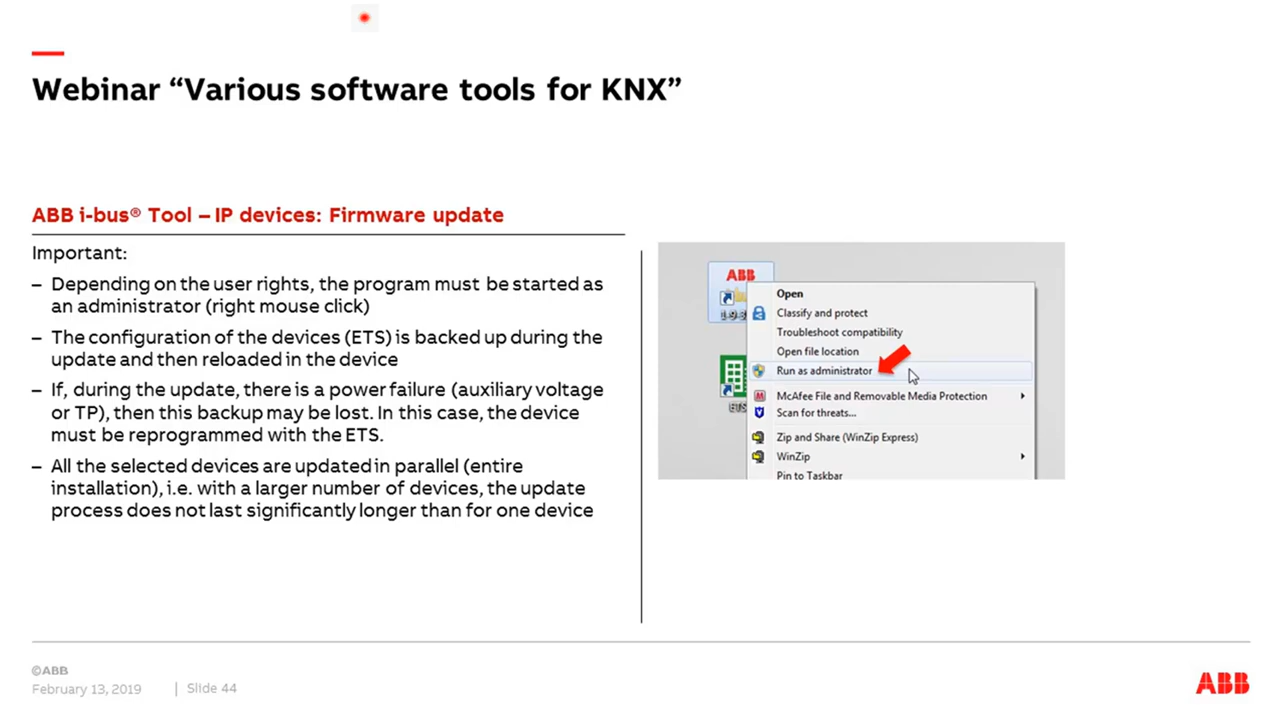 Webinar “Various software tools for KNX”
ABB i-bus® Tool – IP devices: Firmware update
Important:
– Depending on the user rights, the program must be started as
an administrator (right mouse click)
– The configuration of the devices (ETS) is backed up during the
update and then reloaded in the device
– If, during the update, there is a power failure (auxiliary voltage
or TP), then this backup may be lost. In this case, the device
must be reprogrammed with the ETS.
– All the selected devices are updated in parallel (entire
installation), i.e. with a larger number of devices, the update
process does not last significantly longer than for one device
ABB
Open
Classify and protect
Troubleshoot compatibility
Open file location
Run as administrator
McAfee File and Removable Media Protection
Scan for threats...
Zip and Share (WinZip Express)
WinZip
Pin to Taskbar
©ABB
February 13, 2019 | Slide 44
ABB